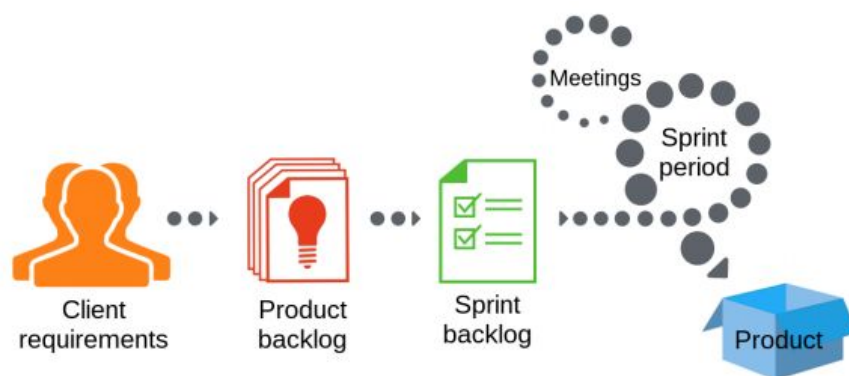 Meetings
Sprint
period
Client
requirements
Product
backlog
Sprint
backlog
Product